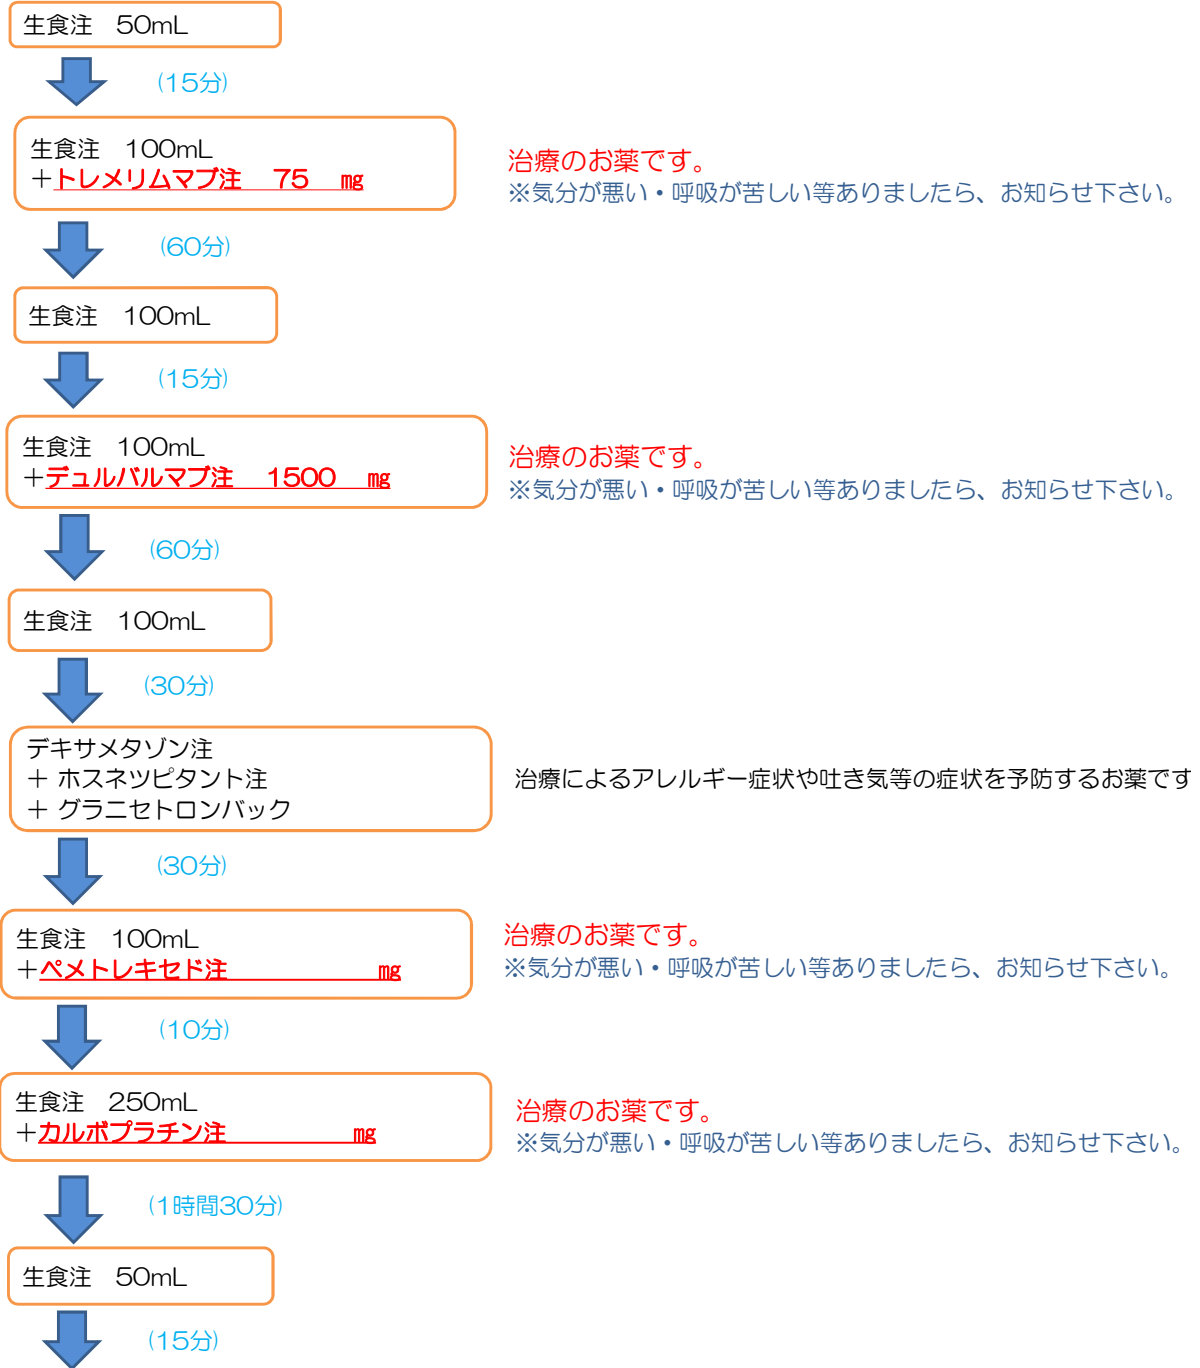 生食注　50mL
(15分)
生食注　100mL
＋トレメリムマブ注　75　㎎
治療のお薬です。
※気分が悪い・呼吸が苦しい等ありましたら、お知らせ下さい。
(60分)
生食注　100mL
(15分)
生食注　100mL
＋デュルバルマブ注　1500　㎎
治療のお薬です。
※気分が悪い・呼吸が苦しい等ありましたら、お知らせ下さい。
(60分)
生食注　100mL
(30分)
デキサメタゾン注
＋ ホスネツピタント注
＋ グラニセトロンバック
治療によるアレルギー症状や吐き気等の症状を予防するお薬です
(30分)
生食注　100mL
＋ペメトレキセド注　　　　　　㎎
治療のお薬です。
※気分が悪い・呼吸が苦しい等ありましたら、お知らせ下さい。
(10分)
生食注　250mL
＋カルボプラチン注　　　　　㎎
治療のお薬です。
※気分が悪い・呼吸が苦しい等ありましたら、お知らせ下さい。
(1時間30分)
生食注　50mL
(15分)